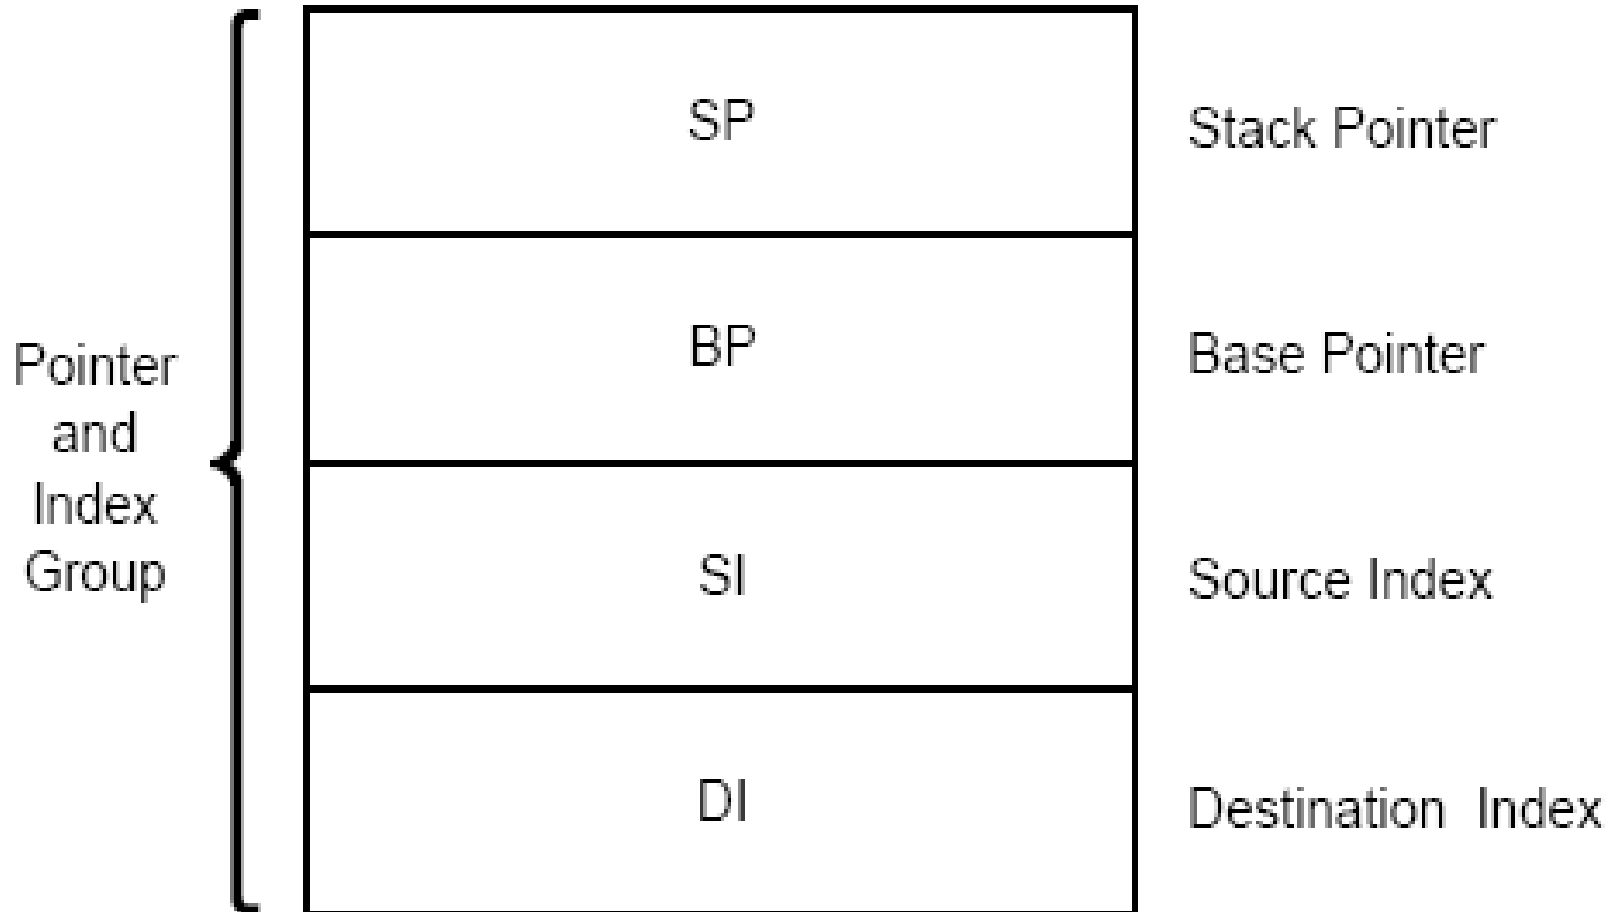 Pointer
and
Index
Group
SP
Stack Pointer
BP
Base Pointer
SI
Source Index
DI
Destination Index